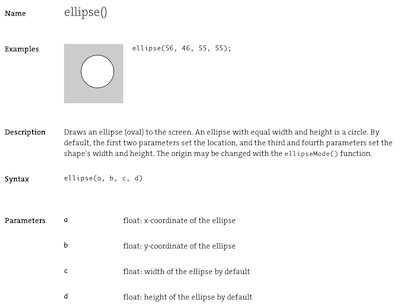 Name ellipse()
Examples ellipse(56, 46, 55, 55);
Description Draws an ellipse (oval) to the screen. An ellipse with equal width and height is a circle. By
default, the first two parameters set the location, and the third and fourth parameters set the
shape's width and height. The origin may be changed with the ellipseMode() function.
Syntax ellipse(a, b, c, d)
Parameters a float: x-coordinate of the ellipse
b float: y-coordinate of the ellipse
c float: width of the ellipse by default
d float: height of the ellipse by default